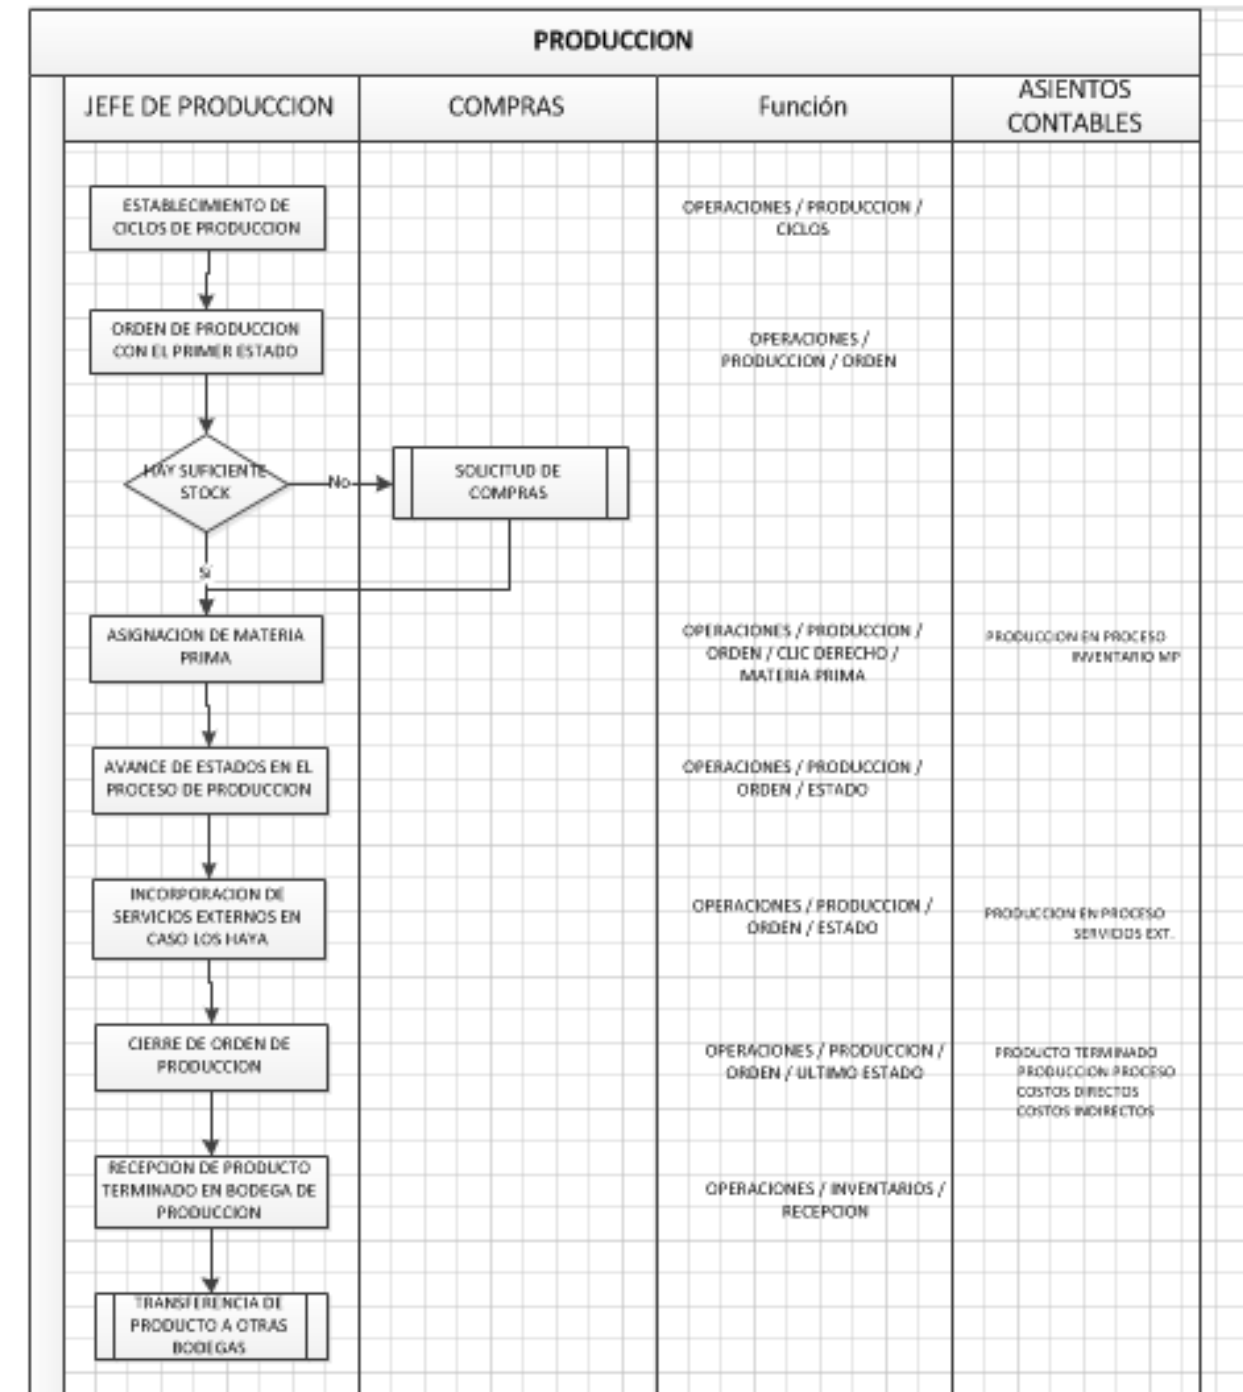 PRODUCCION
JEFE DE PRODUCCION
COMPRAS
Función
ASIENTOS
CONTABLES
ESTABLECIMIENTO DE
CICLOS DE PRODUCCION
OPERACIONES / PRODUCCION /
CICLOS
ORDEN DE PRODUCCION
CON EL PRIMER ESTADO
OPERACIONES /
PRODUCCION / ORDEN
HAY SUFICIENTE
STOCK
No
SOLICITUD DE
COMPRAS
Si
ASIGNACION DE MATERIA
PRIMA
OPERACIONES / PRODUCCION /
ORDEN / CLIC DERECHO /
MATERIA PRIMA
PRODUCCION EN PROCESO
INVENTARIO MP
AVANCE DE ESTADOS EN EL
PROCESO DE PRODUCCION
OPERACIONES / PRODUCCION /
ORDEN / ESTADO
INCORPORACION DE
SERVICIOS EXTERNOS EN
CASO LOS HAYA
OPERACIONES / PRODUCCION /
ORDEN / ESTADO
PRODUCCION EN PROCESO
SERVICIOS EXT.
CIERRE DE ORDEN DE
PRODUCCION
OPERACIONES / PRODUCCION /
ORDEN / ULTIMO ESTADO
PRODUCTO TERMINADO
PRODUCCION PROCESO
COSTOS DIRECTOS
COSTOS INDIRECTOS
RECEPCION DE PRODUCTO
TERMINADO EN BODEGA DE
PRODUCCION
OPERACIONES / INVENTARIOS /
RECEPCION
TRANSFERENCIA DE
PRODUCTO A OTRAS
BODEGAS